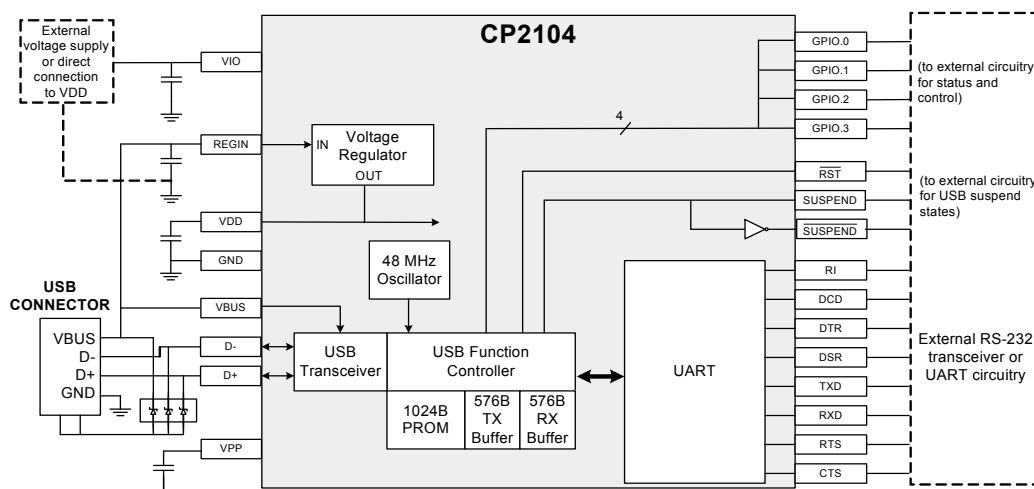 External
voltage supply
or direct
connection
to VDD
VIO
REGIN
VDD
GND
USB
CONNECTOR
VBUS
D-
D+
GND
VBUS
D-
D+
VPP
CP2104
IN
Voltage
Regulator
OUT
48 MHz
Oscillator
USB
Transceiver
USB Function
Controller
1024B
PROM
576B
TX
Buffer
576B
RX
Buffer
4
UART
GPIO.0
GPIO.1
GPIO.2
GPIO.3
RST
SUSPEND
SUSPEND
RI
DCD
DTR
DSR
TXD
RXD
RTS
CTS
(to external circuitry
for status and
control)
(to external circuitry
for USB suspend
states)
External RS-232
transceiver or
UART circuitry